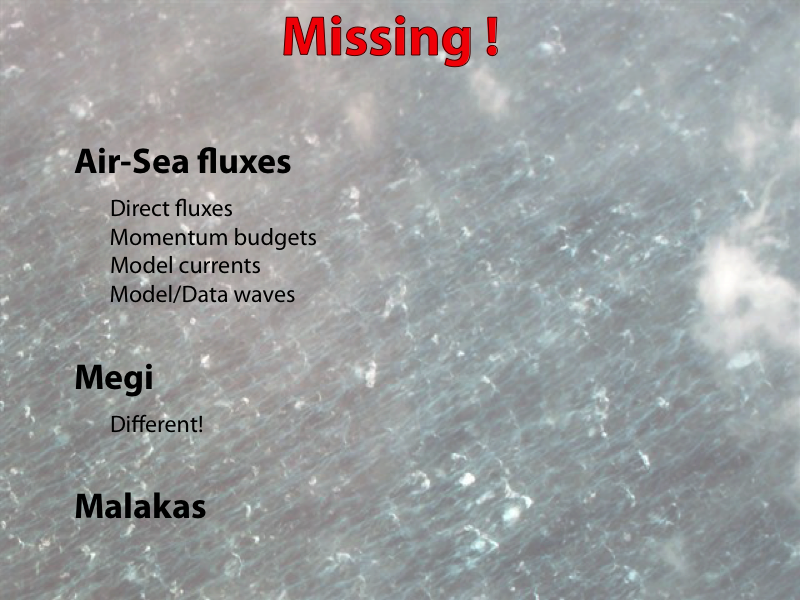 Missing !
Air-Sea fluxes
Direct fluxes
Momentum budgets
Model currents
Model/Data waves
Megi
Different!
Malakas